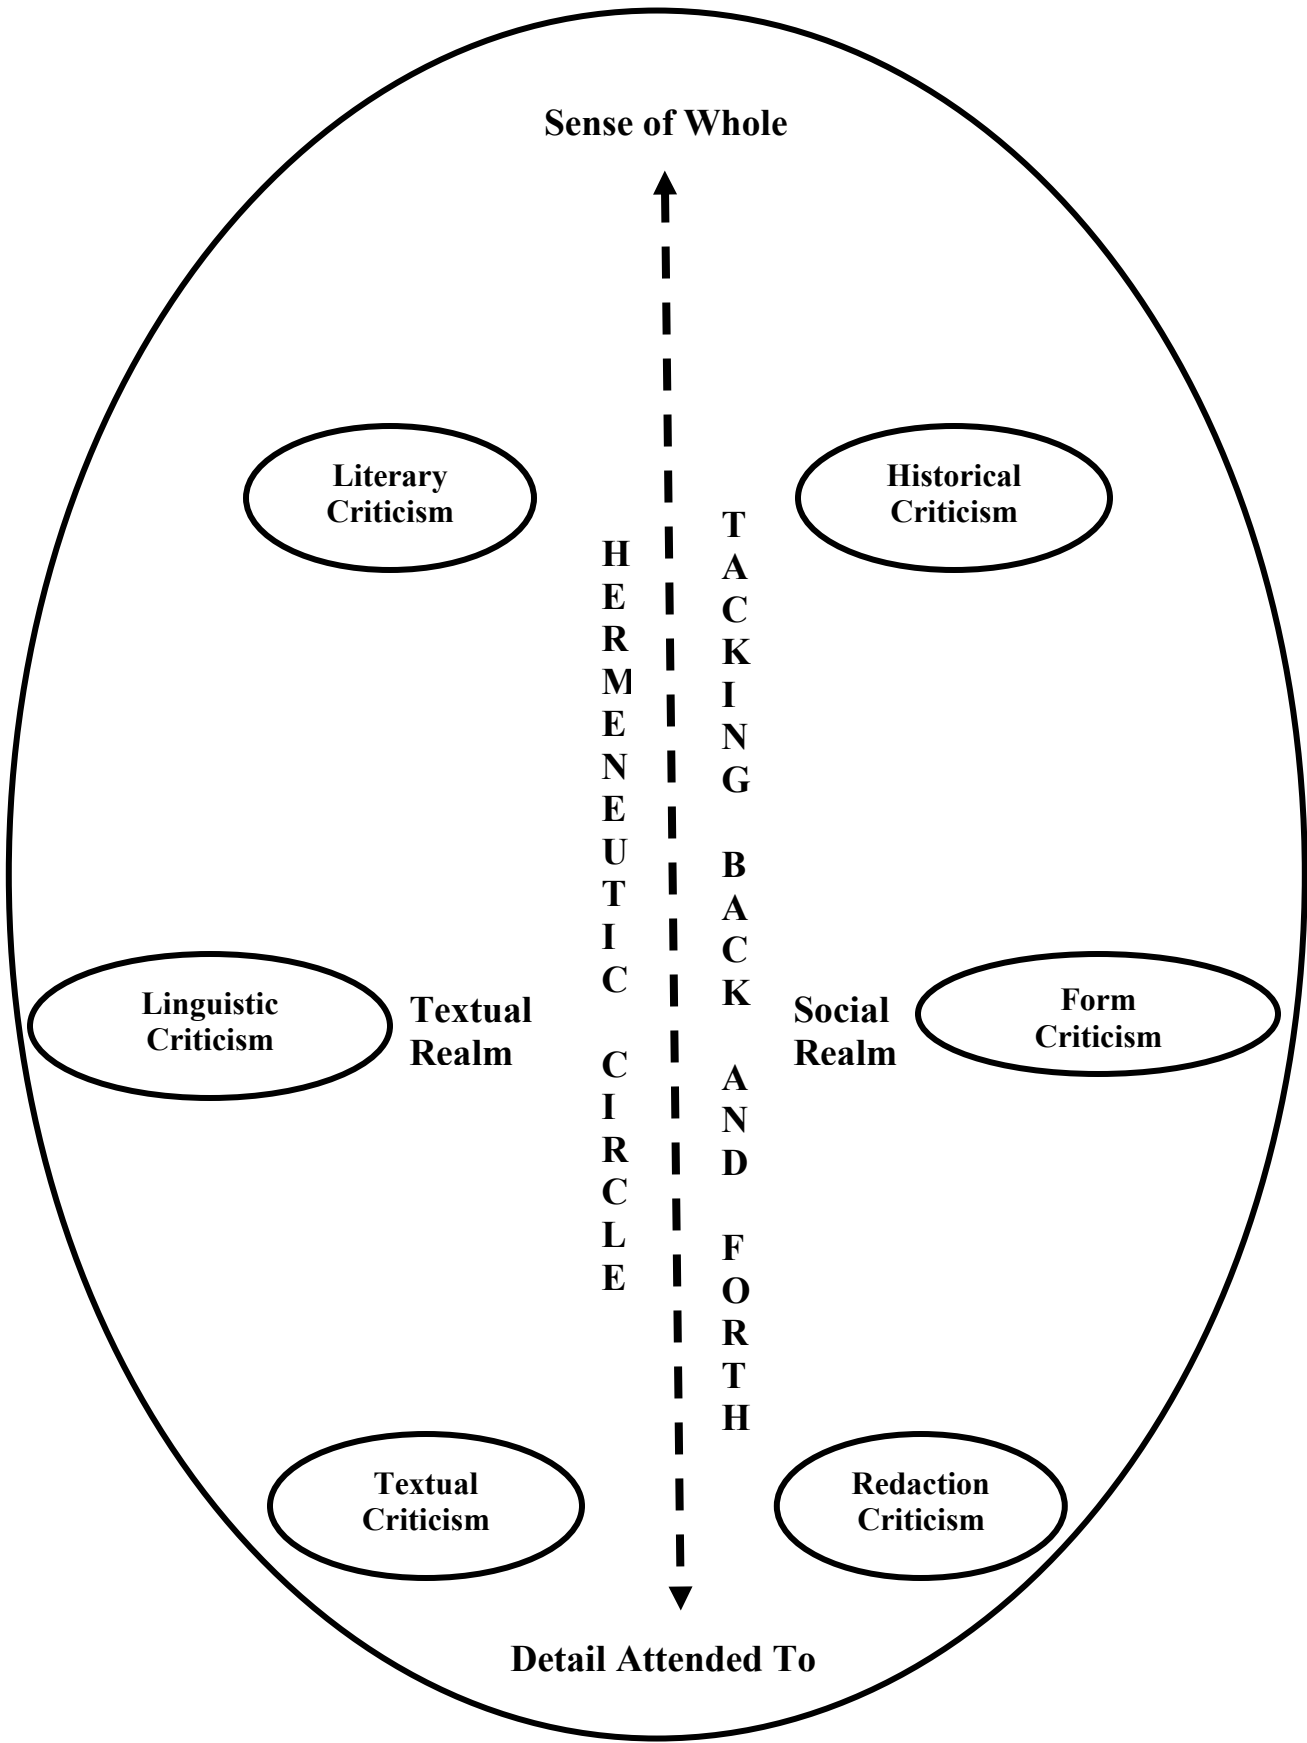 Sense of Whole
Literary
Criticism
Historical
Criticism
HERMENEUTIC CIRCLE
TACKING BACK AND FORTH
Linguistic
Criticism
Textual
Realm
Social
Realm
Form
Criticism
Textual
Criticism
Redaction
Criticism
Detail Attended To